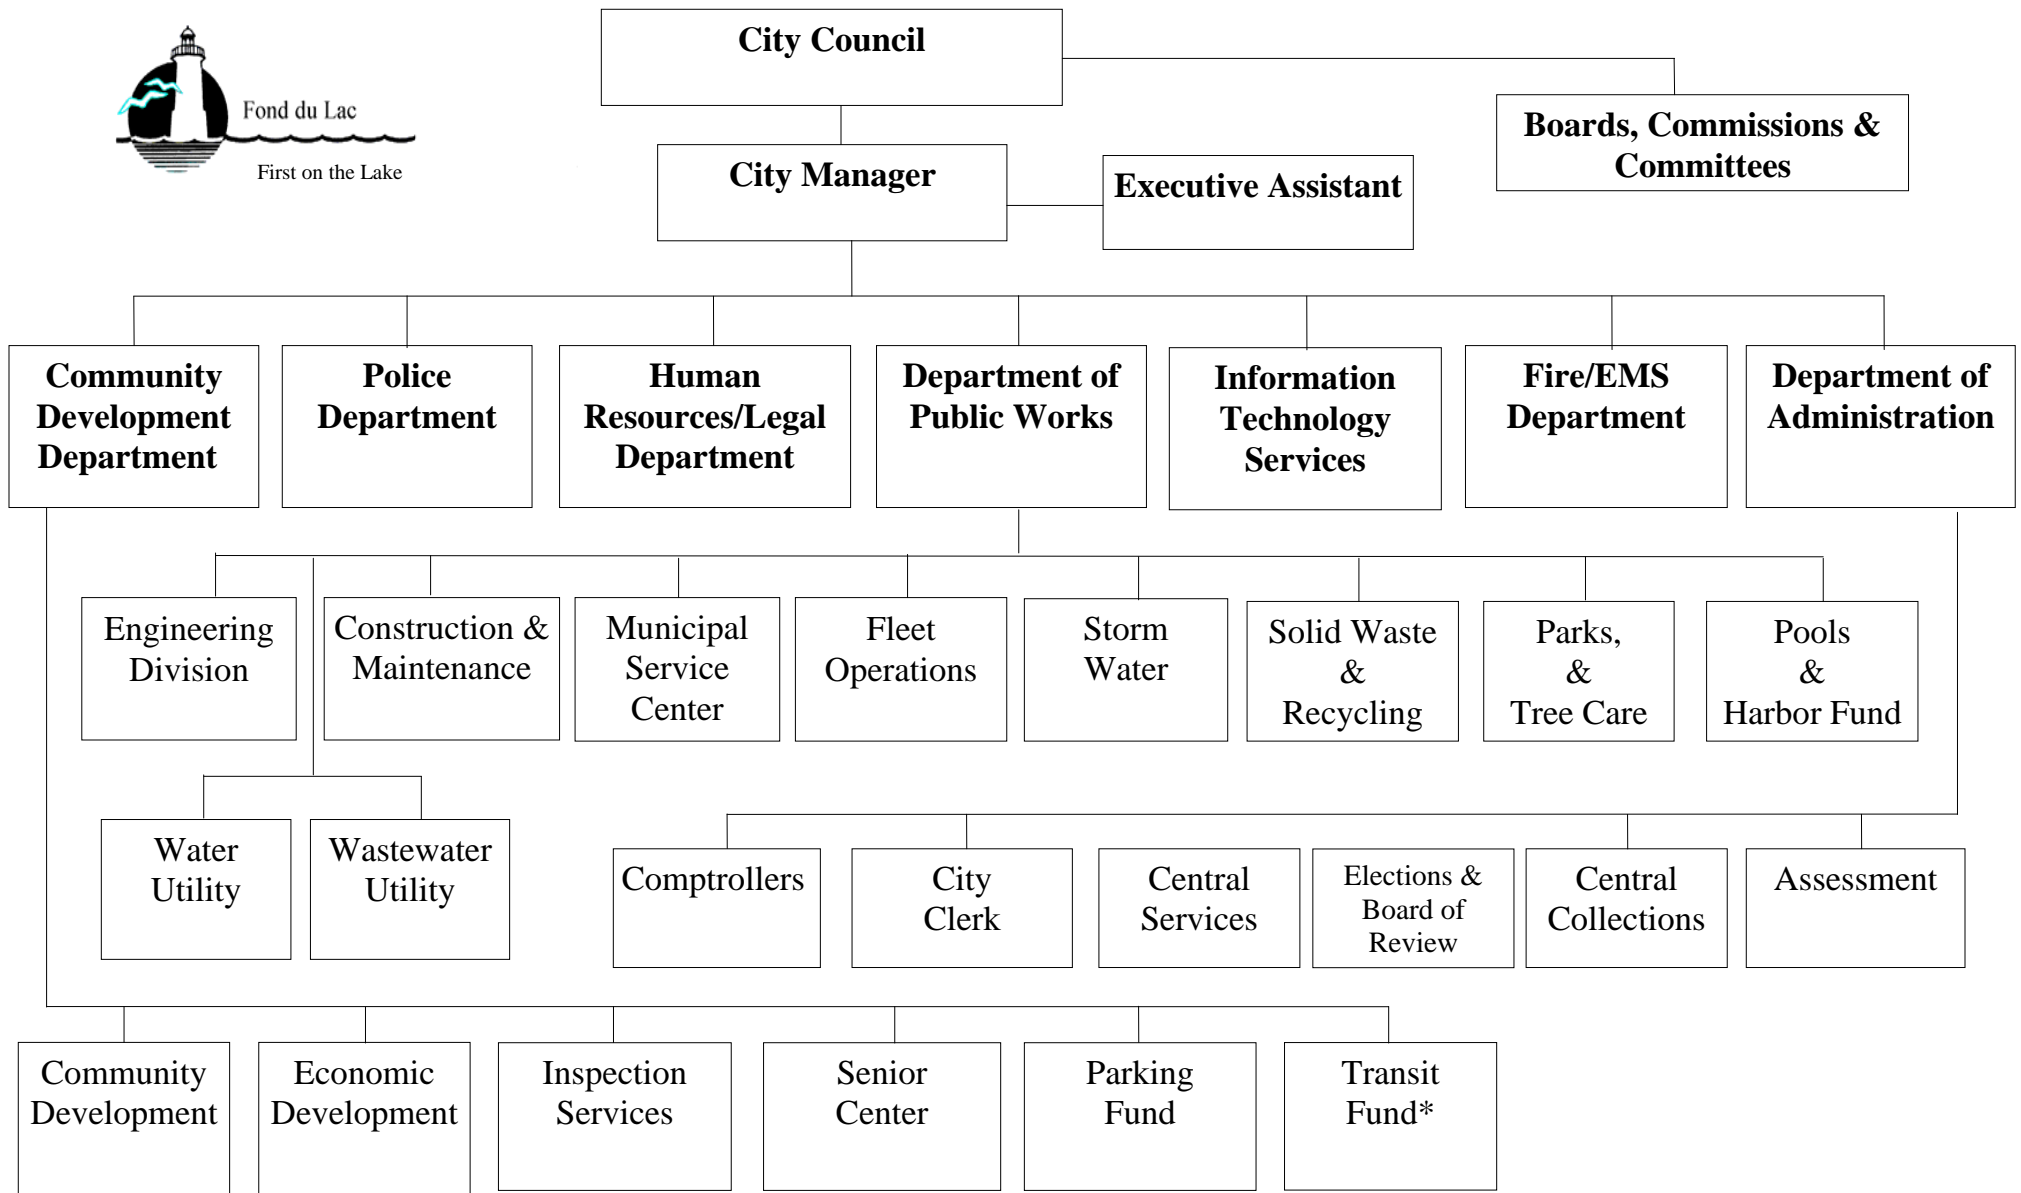 Fond du Lac
First on the Lake
City Council
Boards, Commissions &
Committees
City Manager
Executive Assistant
Community
Development
Department
Police
Department
Human
Resources/Legal
Department
Department of
Public Works
Information
Technology
Services
Fire/EMS
Department
Department of
Administration
Engineering
Division
Construction &
Maintenance
Municipal
Service
Center
Fleet
Operations
Storm
Water
Solid Waste
&
Recycling
Parks,
&
Tree Care
Pools
&
Harbor Fund
Water
Utility
Wastewater
Utility
Comptrollers
City
Clerk
Central
Services
Elections &
Board of
Review
Central
Collections
Assessment
Community
Development
Economic
Development
Inspection
Services
Senior
Center
Parking
Fund
Transit
Fund*